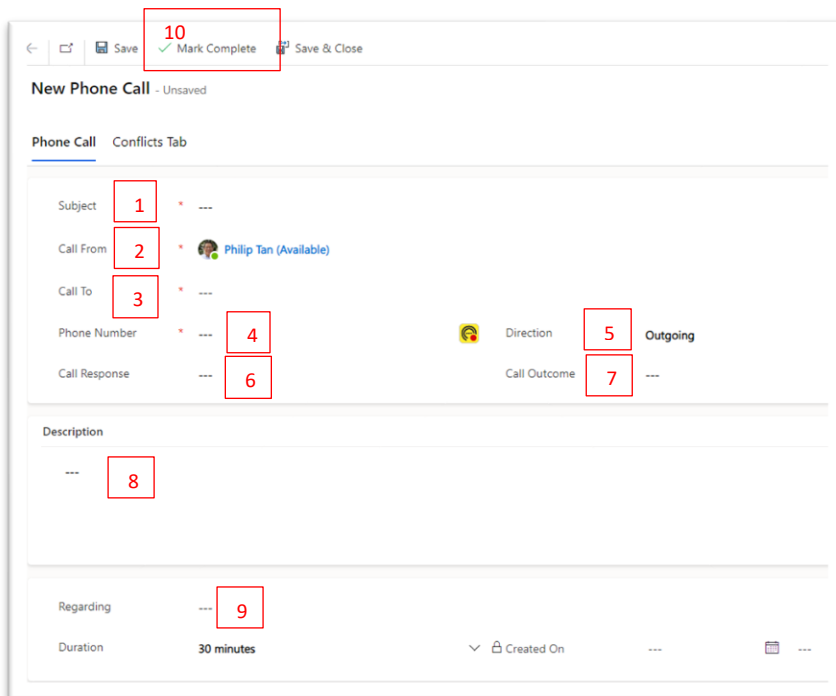 10
Save Mark Complete Save & Close
New Phone Call - Unsaved
Phone Call Conflicts Tab
Subject 1 * ---
Call From 2 * Philip Tan (Available)
Call To 3 * ---
Phone Number * --- 4 Direction 5 Outgoing
Call Response --- 6 Call Outcome 7 ---
Description
--- 8
Regarding --- 9
Duration 30 minutes Created On --- ---